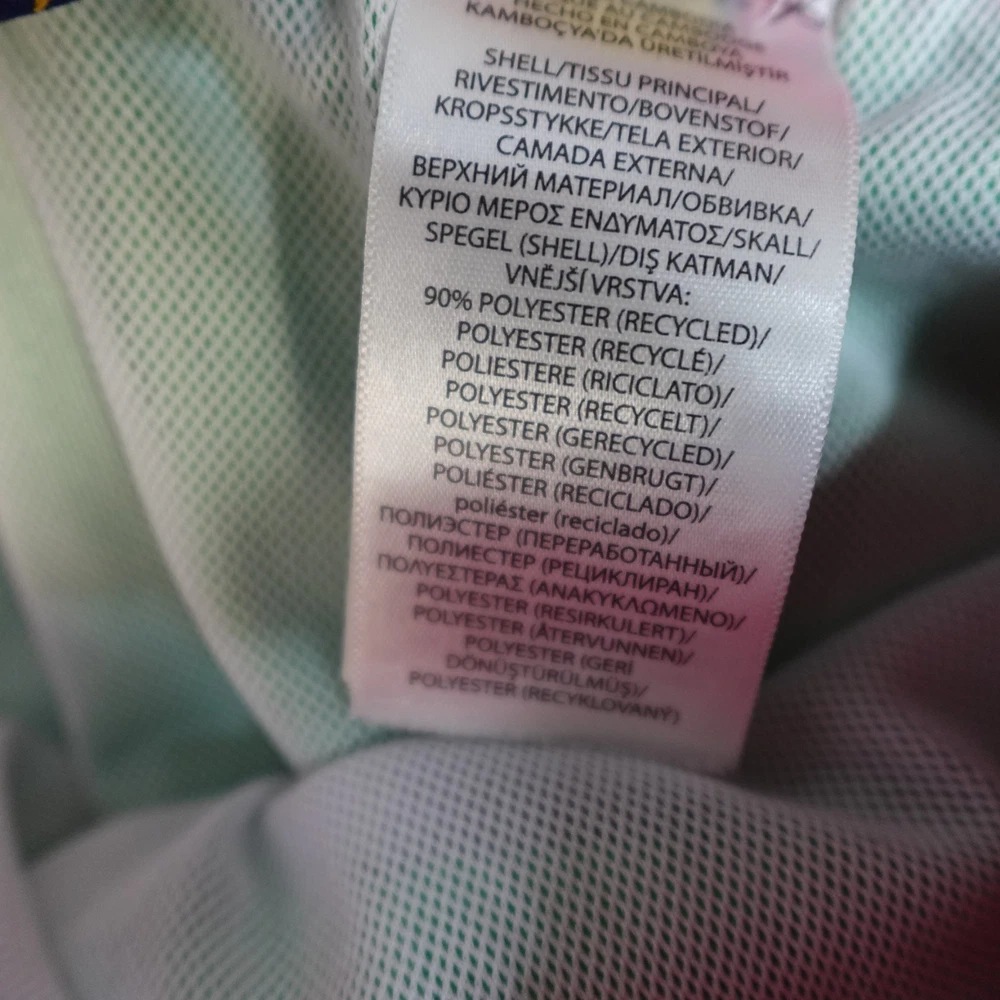 HECHO EN CAMBOYA
KAMBOÇYA'DA ÜRETİLMİŞTİR
SHELL/TISSU PRINCIPAL/
RIVESTIMENTO/BOVENSTOF/
KROPSSTYKKE/TELA EXTERIOR/
CAMADA EXTERNA/
ВЕРХНИЙ МАТЕРИАЛ/ОБВИВКА/
ΚΥΡΙΟ ΜΕΡΟΣ ΕΝΔΥΜΑΤΟΣ/SKALL/
SPEGEL (SHELL)/DIŞ KATMAN/
VNĚJŠÍ VRSTVA:
90% POLYESTER (RECYCLED)/
POLYESTER (RECYCLÉ)/
POLIESTERE (RICICLATO)/
POLYESTER (RECYCELT)/
POLYESTER (GERECYCLED)/
POLYESTER (GENBRUGT)/
POLIÉSTER (RECICLADO)/
poliéster (reciclado)/
ПОЛИЭСТЕР (ПЕРЕРАБОТАННЫЙ)/
ПОЛИЕСТЕР (РЕЦИКЛИРАН)/
ΠΟΛΥΕΣΤΕΡΑΣ (ΑΝΑΚΥΚΛΩΜΕΝΟ)/
POLYESTER (RESIRKULERT)/
POLYESTER (ÅTERVUNNEN)/
POLYESTER (GERİ
DÖNÜŞTÜRÜLMÜŞ)/
POLYESTER (RECYKLOVANÝ)